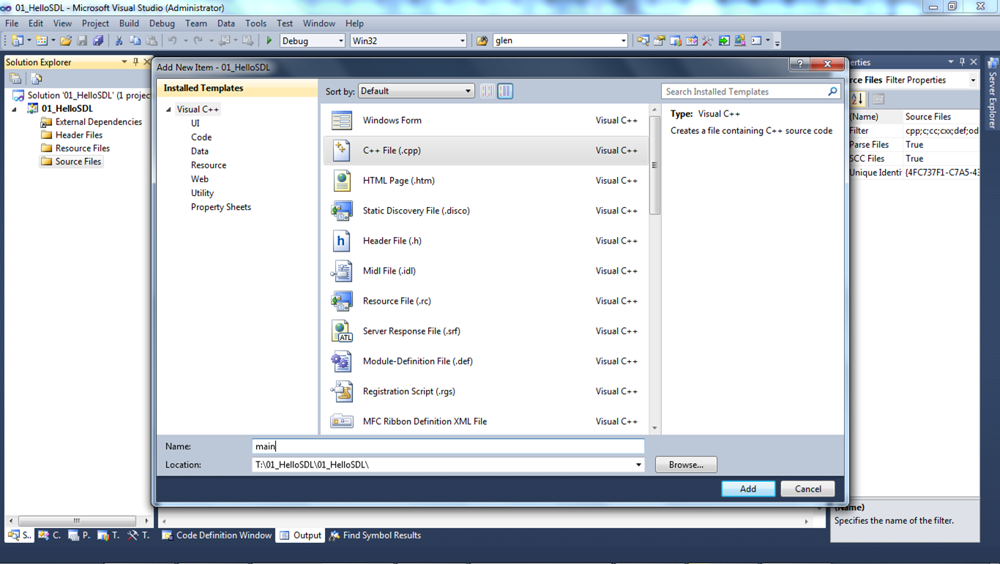 01_HelloSDL - Microsoft Visual Studio (Administrator)
File Edit View Project Build Debug Team Data Tools Test Window Help
Debug Win32 glen
Solution Explorer
Solution '01_HelloSDL' (1 projec
01_HelloSDL
External Dependencies
Header Files
Resource Files
Source Files
Add New Item - 01_HelloSDL
Installed Templates
Visual C++
UI
Code
Data
Resource
Web
Utility
Property Sheets
Sort by: Default
Search Installed Templates
Windows Form Visual C++
C++ File (.cpp) Visual C++
HTML Page (.htm) Visual C++
Static Discovery File (.disco) Visual C++
Header File (.h) Visual C++
Midl File (.idl) Visual C++
Resource File (.rc) Visual C++
ATL
Server Response File (.srf) Visual C++
Module-Definition File (.def) Visual C++
Registration Script (.rgs) Visual C++
MFC Ribbon Definition XML File Visual C++
Type: Visual C++
Creates a file containing C++ source code
Name: main
Location: T:\01_HelloSDL\01_HelloSDL\
Browse...
Add Cancel
erties
rce Files Filter Properties
(Name) Source Files
Filter cpp;c;cc;cxx;def;od
Parse Files True
SCC Files True
Unique Identi {4FC737F1-C7A5-43
(Name)
Specifies the name of the filter.
Server Explorer
S.. C. P. T. T. Code Definition Window Output Find Symbol Results